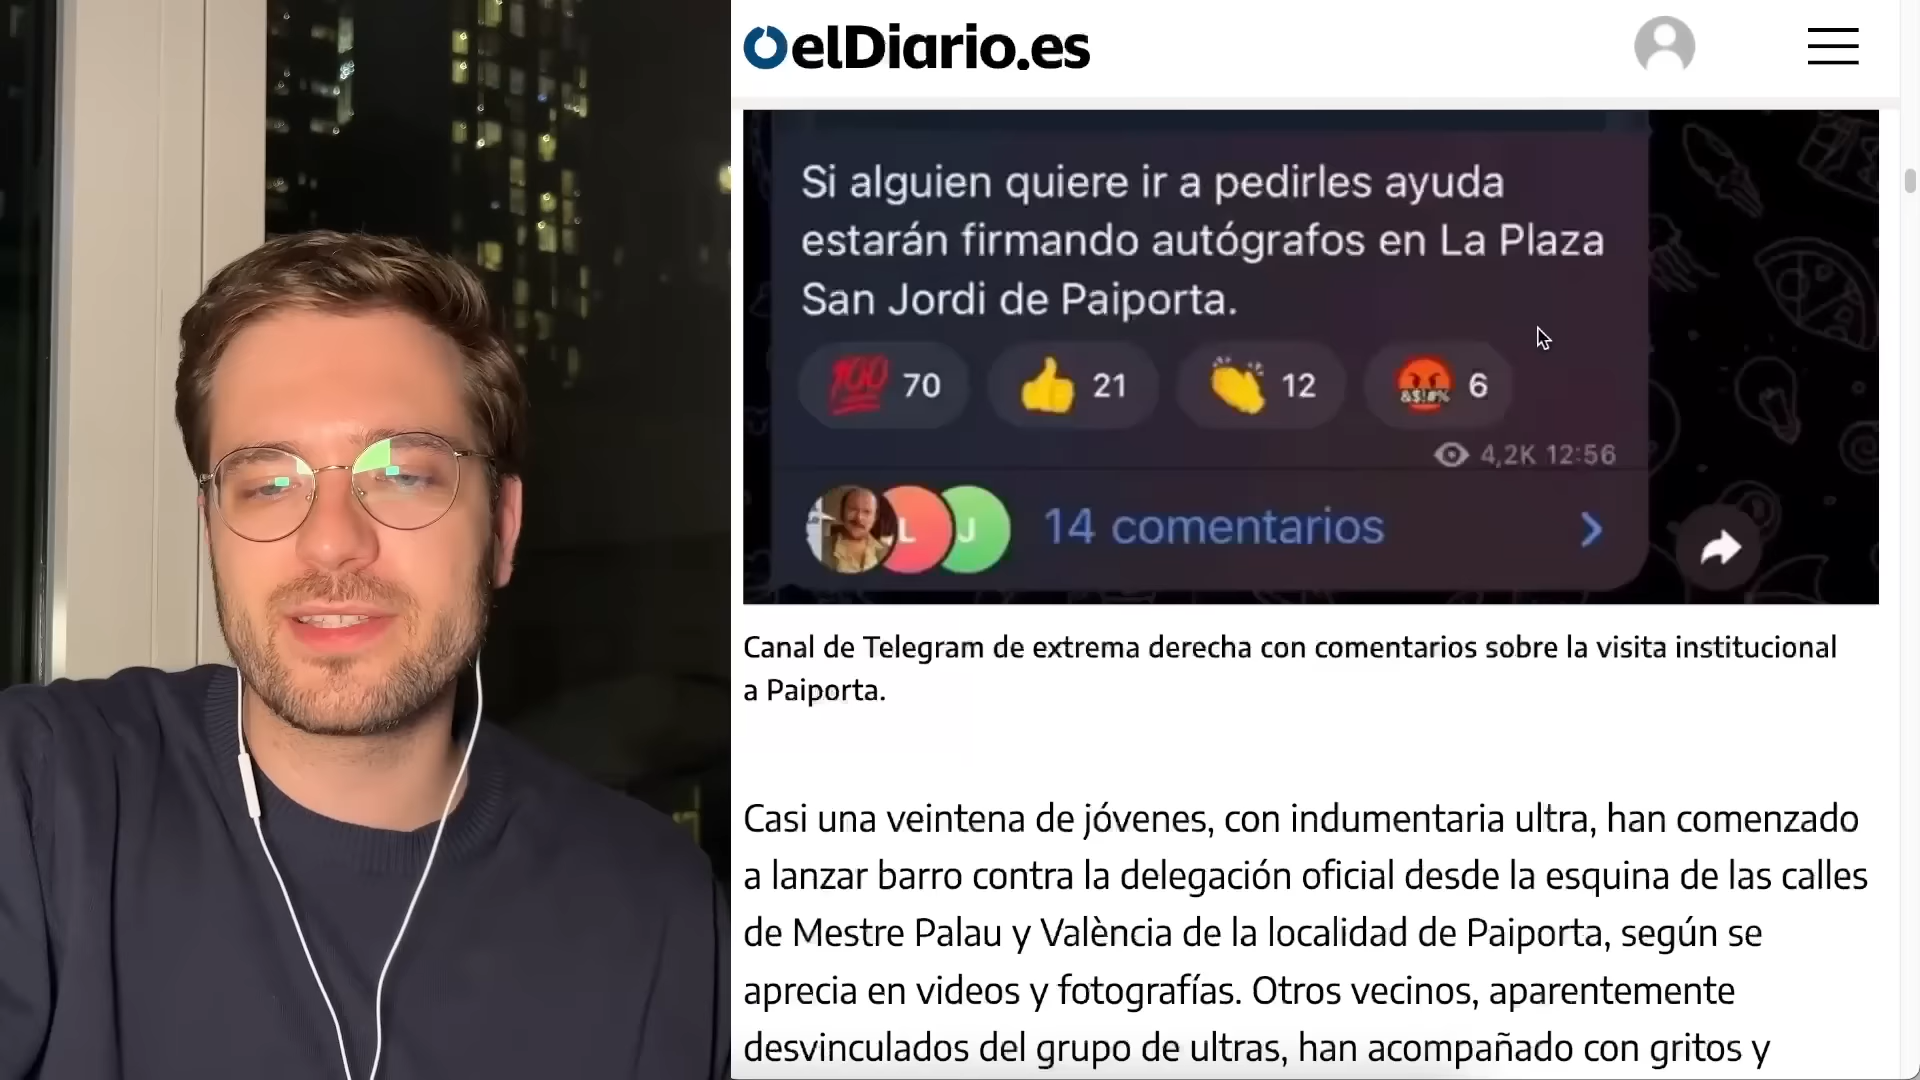 elDiario.es
Si alguien quiere ir a pedirles ayuda
estarán firmando autógrafos en La Plaza
San Jordi de Paiporta.
💯 70 👍 21 👏 12 🤬 6
4,2K 12:56
L J 14 comentarios
Canal de Telegram de extrema derecha con comentarios sobre la visita institucional
a Paiporta.
Casi una veintena de jóvenes, con indumentaria ultra, han comenzado
a lanzar barro contra la delegación oficial desde la esquina de las calles
de Mestre Palau y València de la localidad de Paiporta, según se
aprecia en videos y fotografías. Otros vecinos, aparentemente
desvinculados del grupo de ultras, han acompañado con gritos y